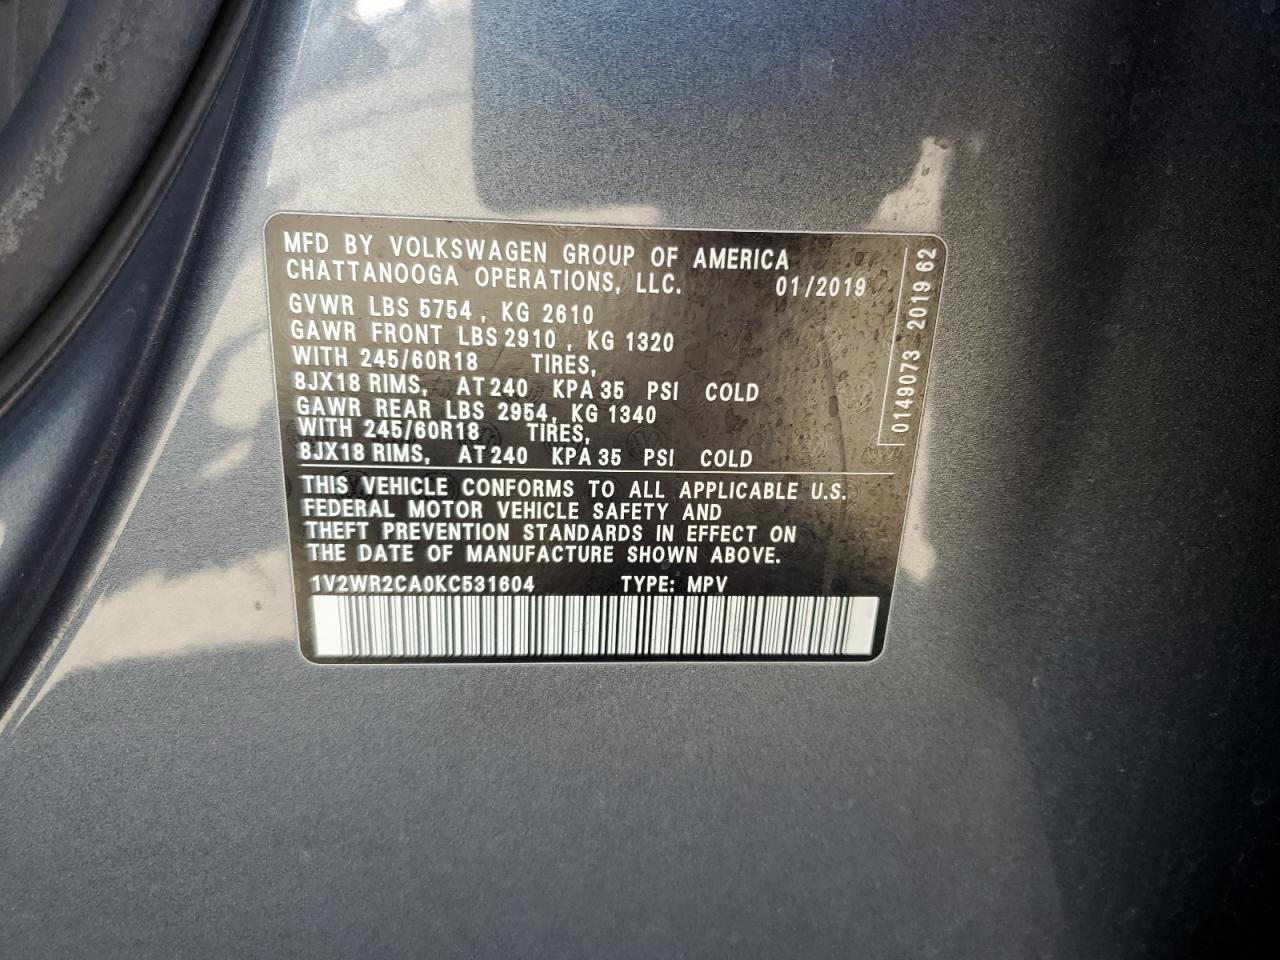 MFD BY VOLKSWAGEN GROUP OF AMERICA
CHATTANOOGA OPERATIONS, LLC. 01/2019
GVWR LBS 5754, KG 2610
GAWR FRONT LBS 2910, KG 1320
WITH 245/60R18 TIRES,
8JX18 RIMS, AT 240 KPA 35 PSI COLD
GAWR REAR LBS 2954, KG 1340
WITH 245/60R18 TIRES,
8JX18 RIMS, AT 240 KPA 35 PSI COLD
THIS VEHICLE CONFORMS TO ALL APPLICABLE U.S.
FEDERAL MOTOR VEHICLE SAFETY AND
THEFT PREVENTION STANDARDS IN EFFECT ON
THE DATE OF MANUFACTURE SHOWN ABOVE.
1V2WR2CA0KC531604 TYPE: MPV
0149073 2019 62